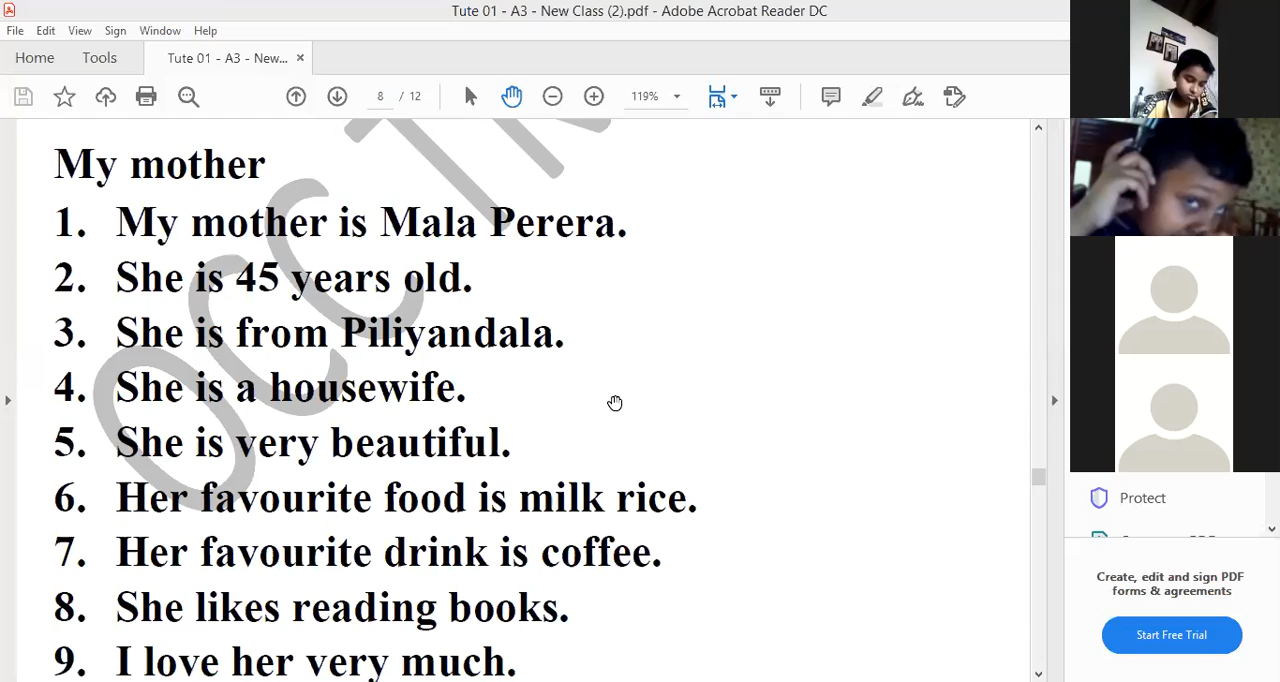 Tute 01 - A3 - New Class (2).pdf - Adobe Acrobat Reader DC
File Edit View Sign Window Help
Home Tools Tute 01 - A3 - New... ×
8 / 12 119%
My mother
1. My mother is Mala Perera.
2. She is 45 years old.
3. She is from Piliyandala.
4. She is a housewife.
5. She is very beautiful.
6. Her favourite food is milk rice.
7. Her favourite drink is coffee.
8. She likes reading books.
9. I love her very much.
Protect
Create, edit and sign PDF
forms & agreements
Start Free Trial